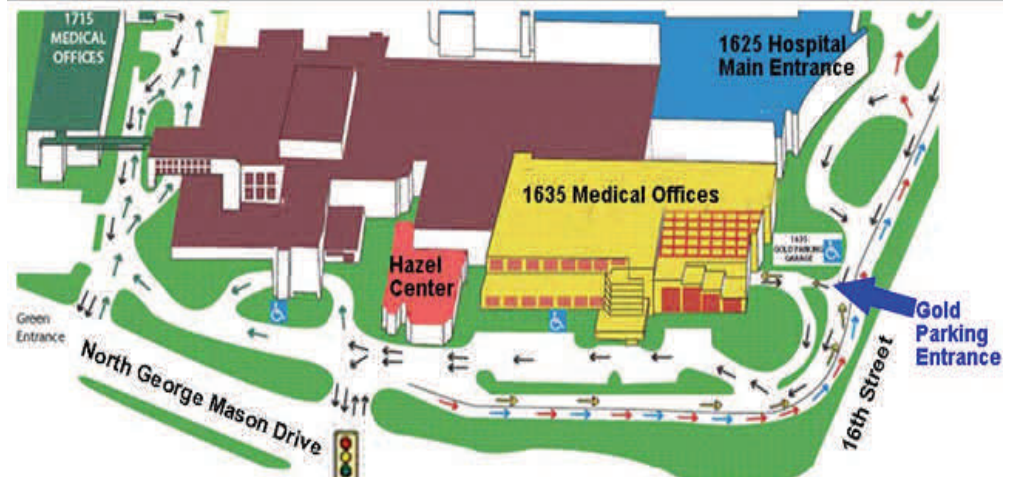 1715
MEDICAL
OFFICES
1625 Hospital
Main Entrance
1635 Medical Offices
1635
GOLD PARKING
GARAGE
Hazel
Center
Gold
Parking
Entrance
Green
Entrance
North George Mason Drive
16th Street